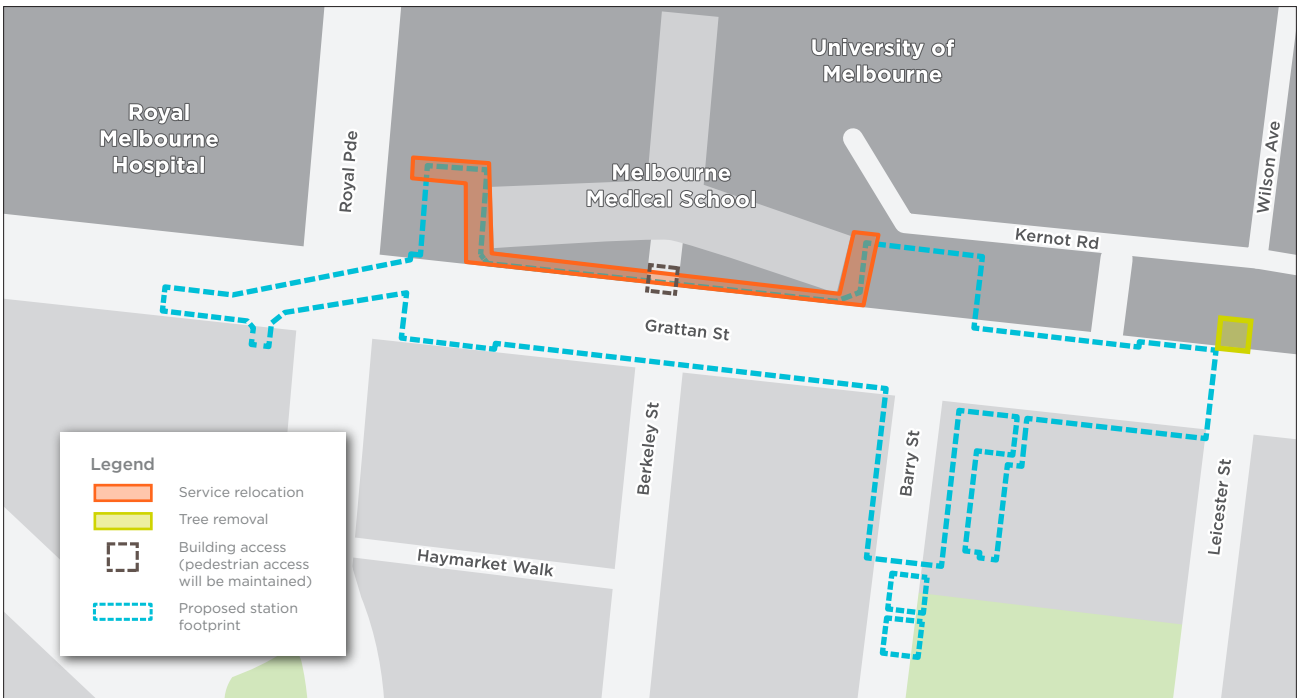 University of
Melbourne
Royal
Melbourne
Hospital
Royal Pde
Melbourne
Medical School
Wilson Ave
Kernot Rd
Grattan St
Berkeley St
Barry St
Leicester St
Haymarket Walk
Legend
Service relocation
Tree removal
Building access
(pedestrian access
will be maintained)
Proposed station
footprint